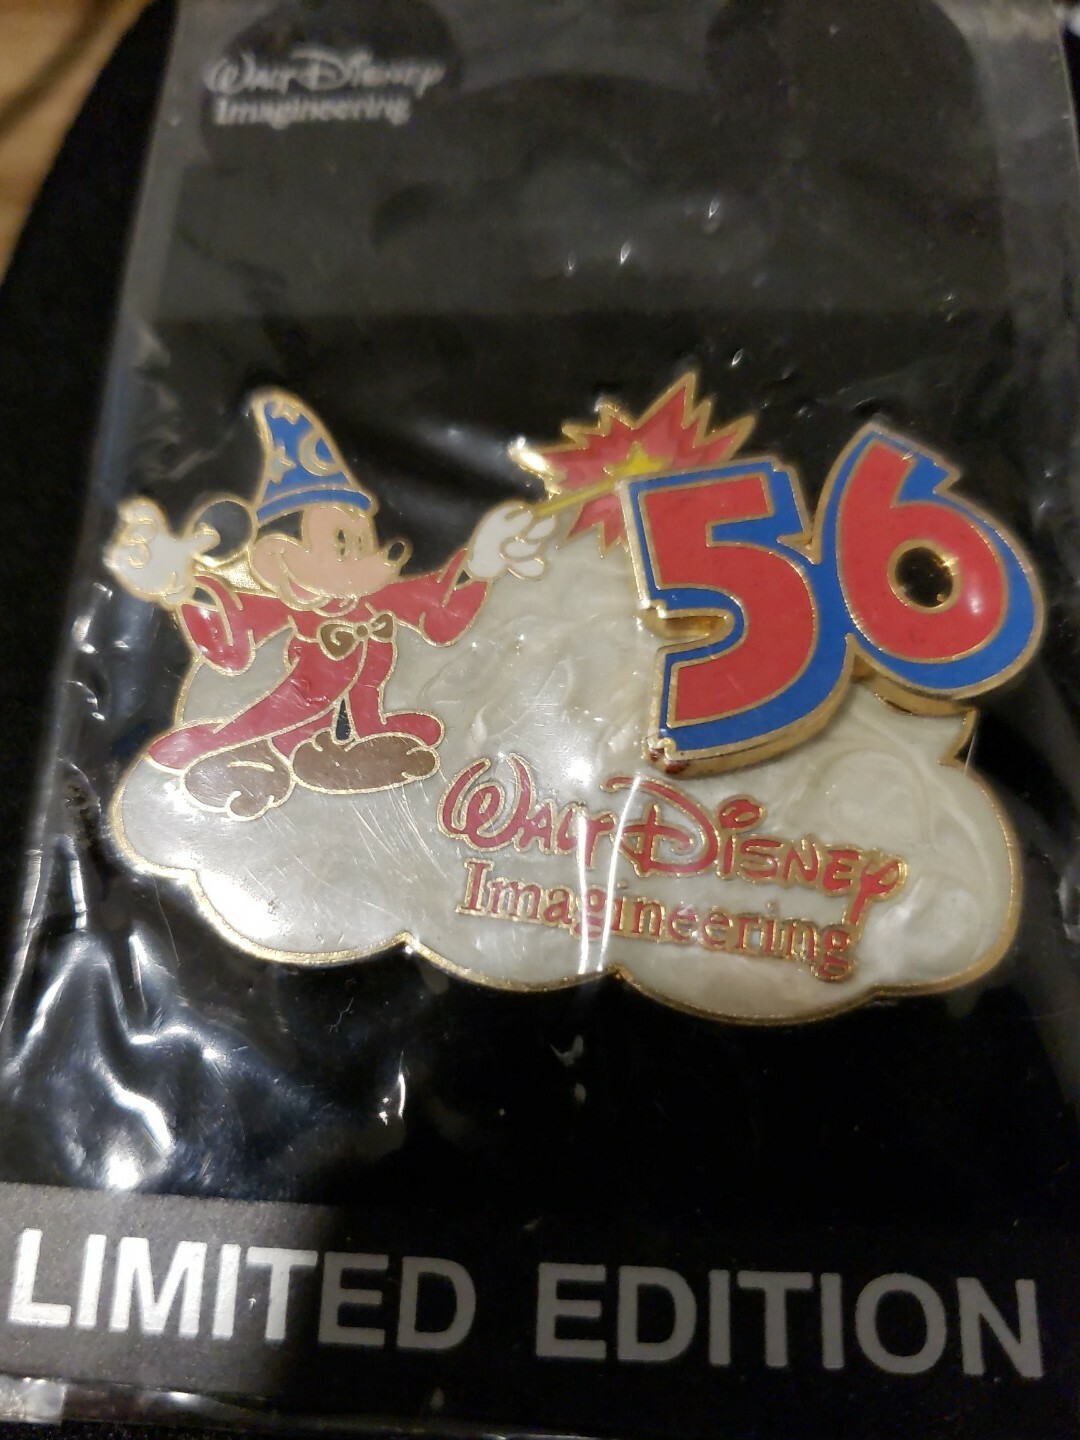 Walt Disney
Imagineering
56
Walt Disney
Imagineering
LIMITED EDITION